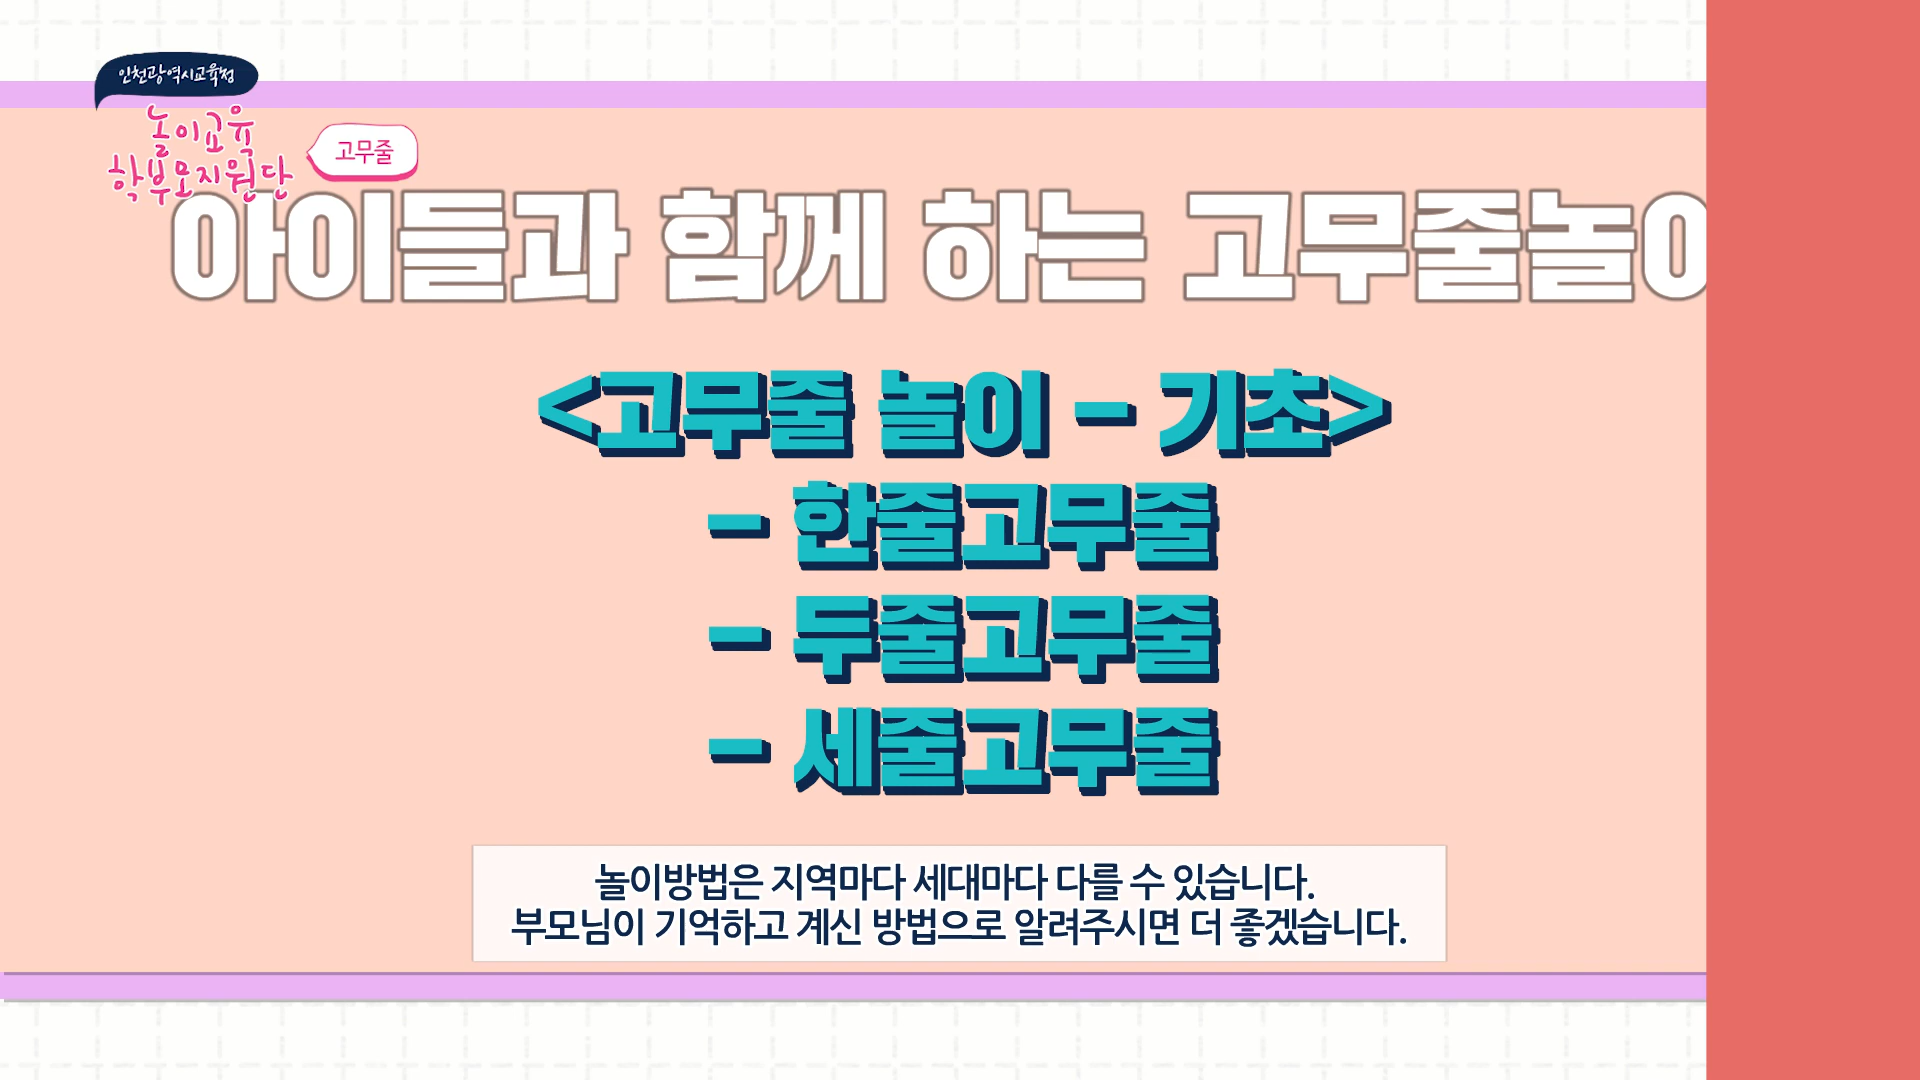 인천광역시교육청
놀이교육
학부모지원단
고무줄
아이들과 함께 하는 고무줄놀이
<고무줄 놀이 - 기초>
- 한줄고무줄
- 두줄고무줄
- 세줄고무줄
놀이방법은 지역마다 세대마다 다를 수 있습니다.
부모님이 기억하고 계신 방법으로 알려주시면 더 좋겠습니다.